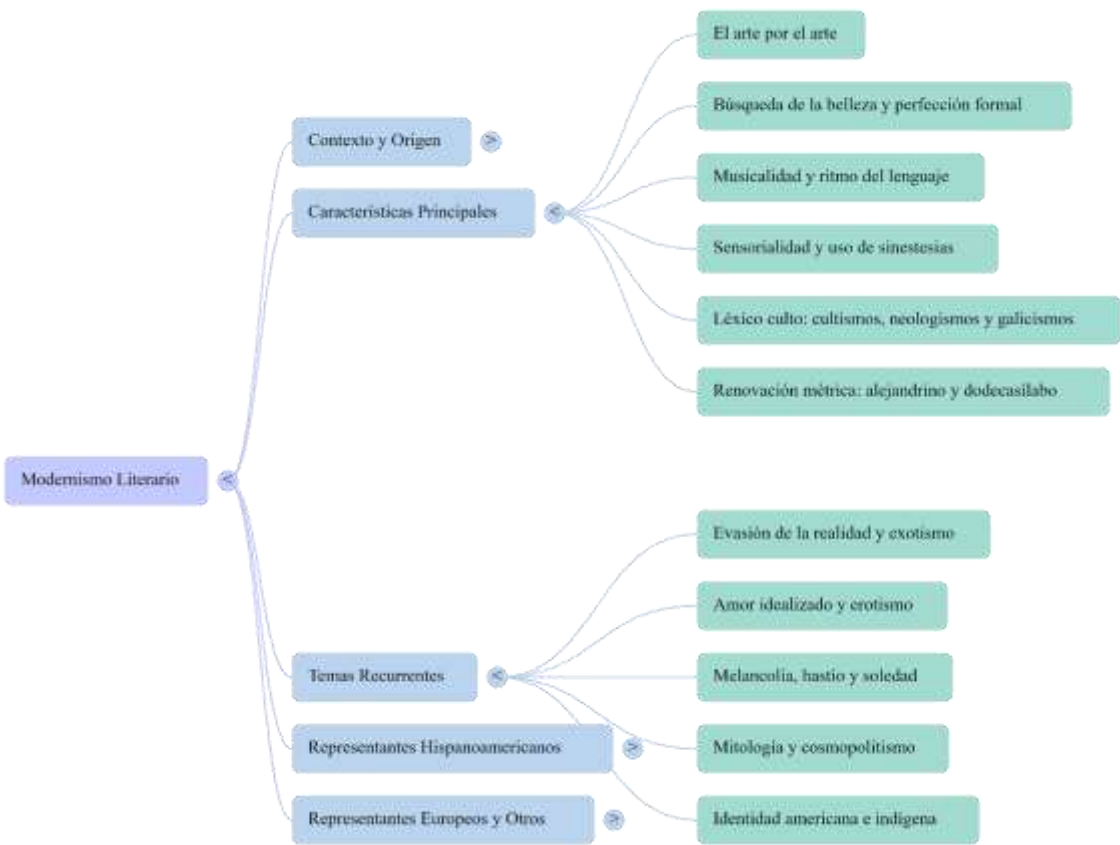 Modernismo Literario
Contexto y Origen
Características Principales
El arte por el arte
Búsqueda de la belleza y perfección formal
Musicalidad y ritmo del lenguaje
Sensorialidad y uso de sinestesias
Léxico culto: cultismos, neologismos y galicismos
Renovación métrica: alejandrino y dodecasílabo
Temas Recurrentes
Evasión de la realidad y exotismo
Amor idealizado y erotismo
Melancolía, hastío y soledad
Mitología y cosmopolitismo
Identidad americana e indígena
Representantes Hispanoamericanos
Representantes Europeos y Otros